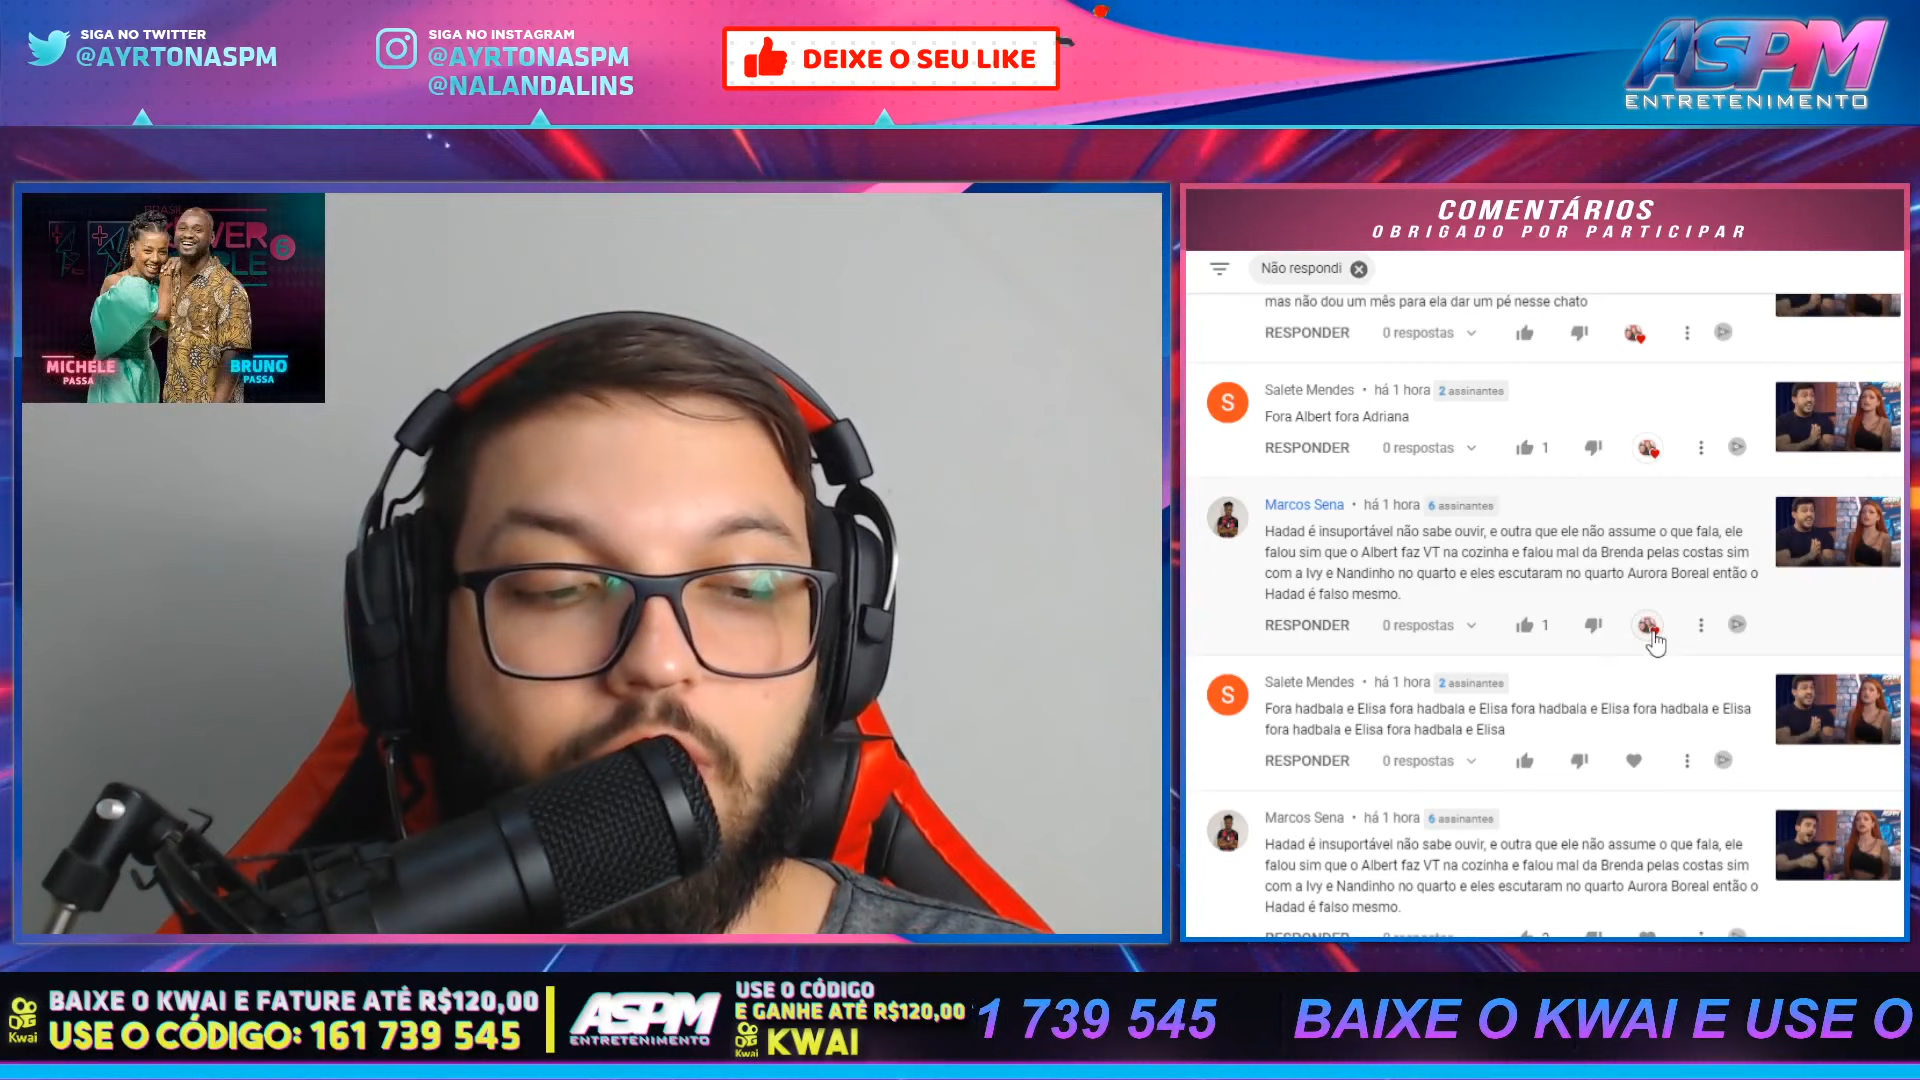 SIGA NO TWITTER
@AYRTONASPM
SIGA NO INSTAGRAM
@AYRTONASPM
@NALANDALINS
DEIXE O SEU LIKE
ASPM
ENTRETENIMENTO
BRASIL
MICHELE
PASSA
BRUNO
PASSA
COMENTÁRIOS
OBRIGADO POR PARTICIPAR
Não respondi
mas não dou um mês para ela dar um pé nesse chato
RESPONDER 0 respostas
Salete Mendes • há 1 hora 2 assinantes
Fora Albert fora Adriana
RESPONDER 0 respostas 1
Marcos Sena • há 1 hora 6 assinantes
Hadad é insuportável não sabe ouvir, e outra que ele não assume o que fala, ele
falou sim que o Albert faz VT na cozinha e falou mal da Brenda pelas costas sim
com a Ivy e Nandinho no quarto e eles escutaram no quarto Aurora Boreal então o
Hadad é falso mesmo.
RESPONDER 0 respostas 1
Salete Mendes • há 1 hora 2 assinantes
Fora hadbala e Elisa fora hadbala e Elisa fora hadbala e Elisa fora hadbala e Elisa
fora hadbala e Elisa fora hadbala e Elisa
RESPONDER 0 respostas
Marcos Sena • há 1 hora 6 assinantes
Hadad é insuportável não sabe ouvir, e outra que ele não assume o que fala, ele
falou sim que o Albert faz VT na cozinha e falou mal da Brenda pelas costas sim
com a Ivy e Nandinho no quarto e eles escutaram no quarto Aurora Boreal então o
Hadad é falso mesmo.
RESPONDER 0 respostas 2
Kwai
BAIXE O KWAI E FATURE ATÉ R$120,00
USE O CÓDIGO: 161 739 545
ASPM
ENTRETENIMENTO
USE O CÓDIGO
E GANHE ATÉ R$120,00
Kwai KWAI
1 739 545 BAIXE O KWAI E USE O